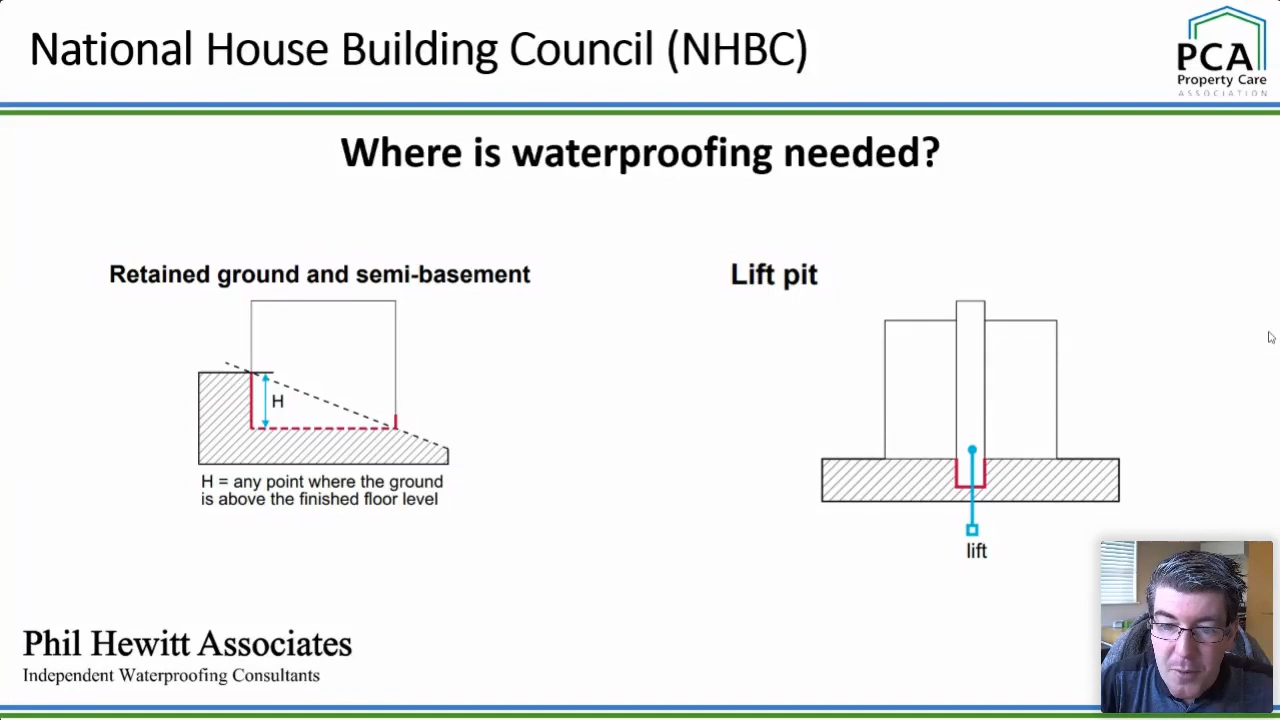 National House Building Council (NHBC)
PCA
Property Care
ASSOCIATION
Where is waterproofing needed?
Retained ground and semi-basement
Lift pit
H
H = any point where the ground
is above the finished floor level
lift
Phil Hewitt Associates
Independent Waterproofing Consultants